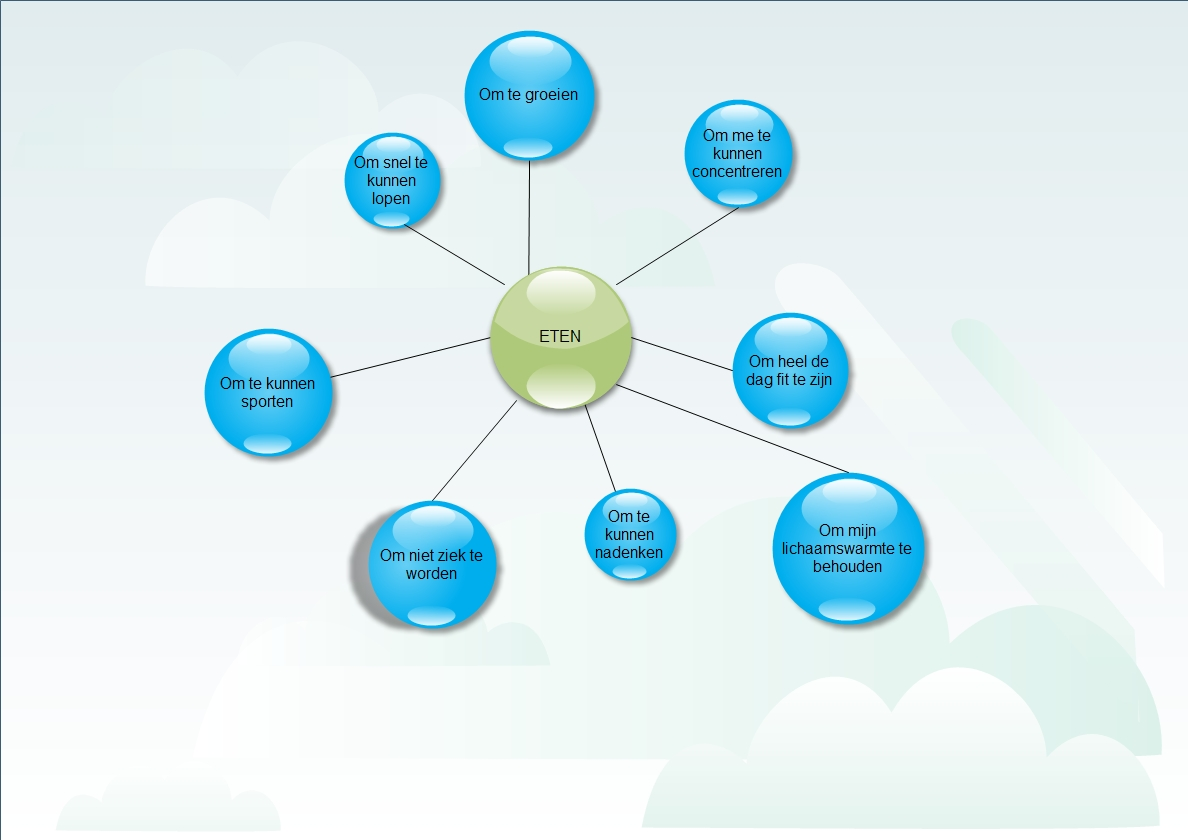 Om te groeien
Om me te
kunnen
concentreren
Om snel te
kunnen
lopen
ETEN
Om heel de
dag fit te zijn
Om te kunnen
sporten
Om niet ziek te
worden
Om te
kunnen
nadenken
Om mijn
lichaamswarmte te
behouden